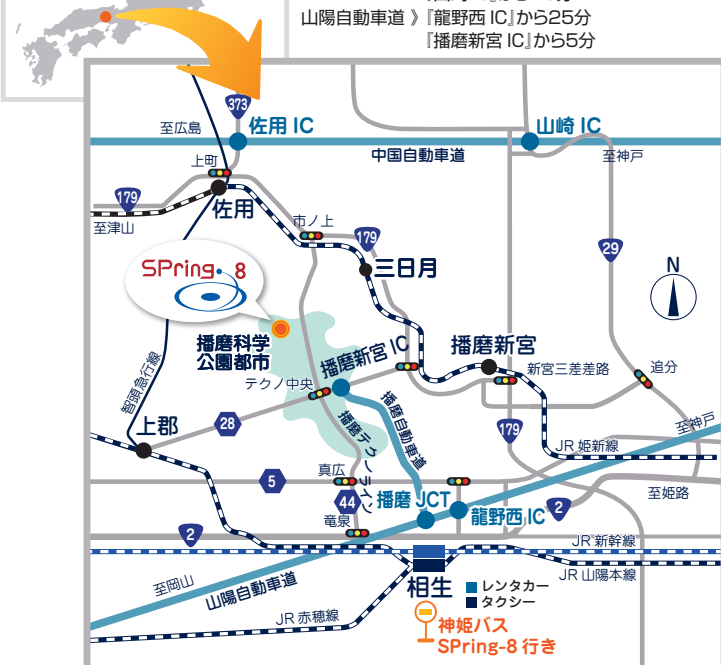 山陽自動車道 》『龍野西 IC』から25分
『播磨新宮 IC』から5分
373
至広島
佐用 IC
山崎 IC
中国自動車道
至神戸
上町
179
佐用
至津山
市ノ上
179
29
三日月
N
SPring-8
播磨科学
公園都市
播磨新宮 IC
播磨新宮
新宮三差差路
追分
テクノ中央
智頭急行線
上郡
28
播磨自動車道
播磨テクノライン
179
至神戸
JR 姫新線
真広
5
44
播磨 JCT
龍野西 IC
2
至姫路
竜泉
2
JR 新幹線
至岡山
山陽自動車道
相生
JR 山陽本線
レンタカー
タクシー
JR 赤穂線
神姫バス
SPring-8 行き